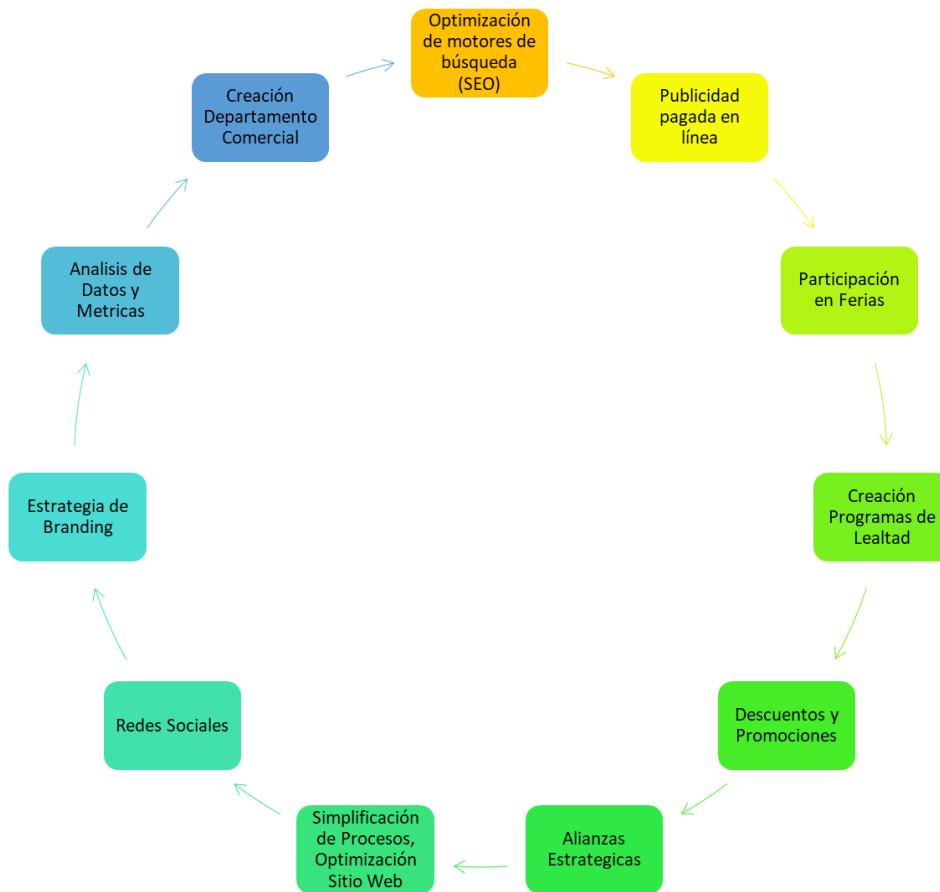 Optimización
de motores de
búsqueda
(SEO)
Publicidad
pagada en
línea
Participación
en Ferias
Creación
Programas de
Lealtad
Descuentos y
Promociones
Alianzas
Estrategicas
Simplificación
de Procesos,
Optimización
Sitio Web
Redes Sociales
Estrategia de
Branding
Analisis de
Datos y
Metricas
Creación
Departamento
Comercial